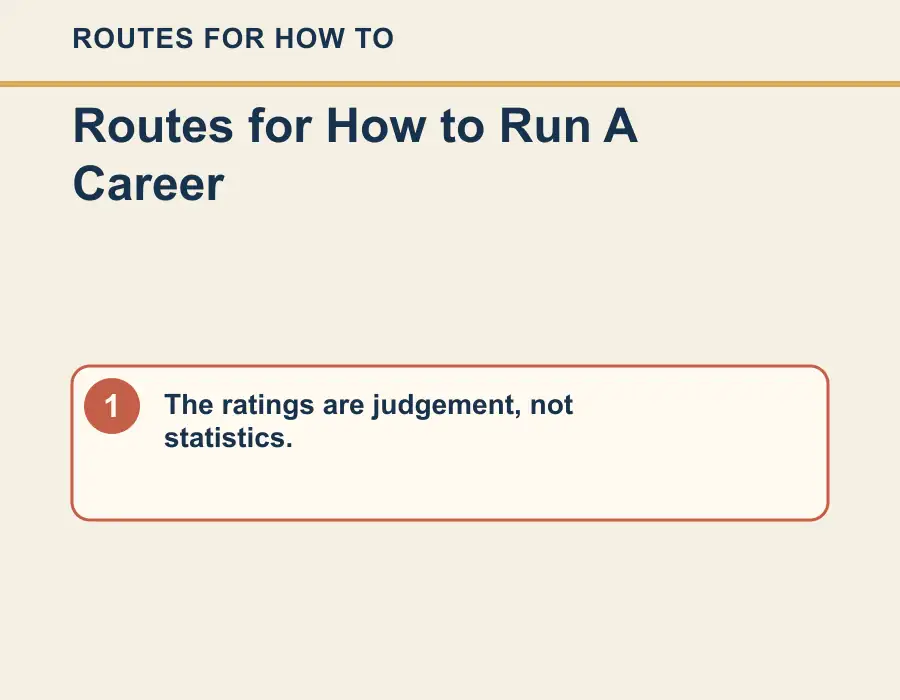 ROUTES FOR HOW TO
Routes for How to Run A
Career
1
The ratings are judgement, not
statistics.